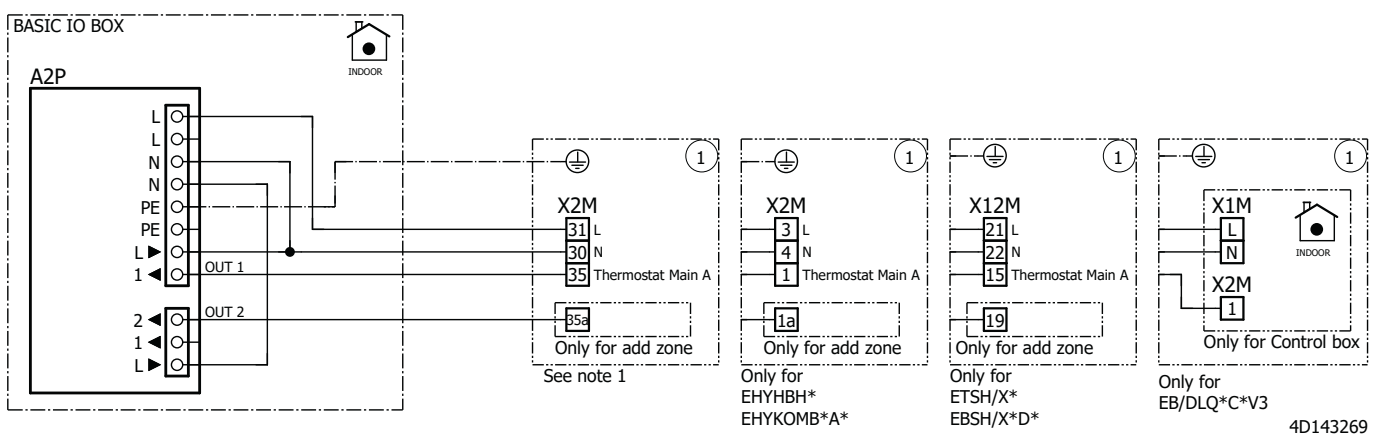 BASIC IO BOX
INDOOR
A2P
L
L
N
N
PE
PE
L ▶
1 ◀ OUT 1
2 ◀ OUT 2
1 ◀
L ▶
1
X2M
31 L
30 N
35 Thermostat Main A
35a
Only for add zone
See note 1
1
X2M
3 L
4 N
1 Thermostat Main A
1a
Only for add zone
Only for
EHYHBH*
EHYKOMB*A*
1
X12M
21 L
22 N
15 Thermostat Main A
19
Only for add zone
Only for
ETSH/X*
EBSH/X*D*
1
X1M
L
N
INDOOR
X2M
1
Only for Control box
Only for
EB/DLQ*C*V3
4D143269